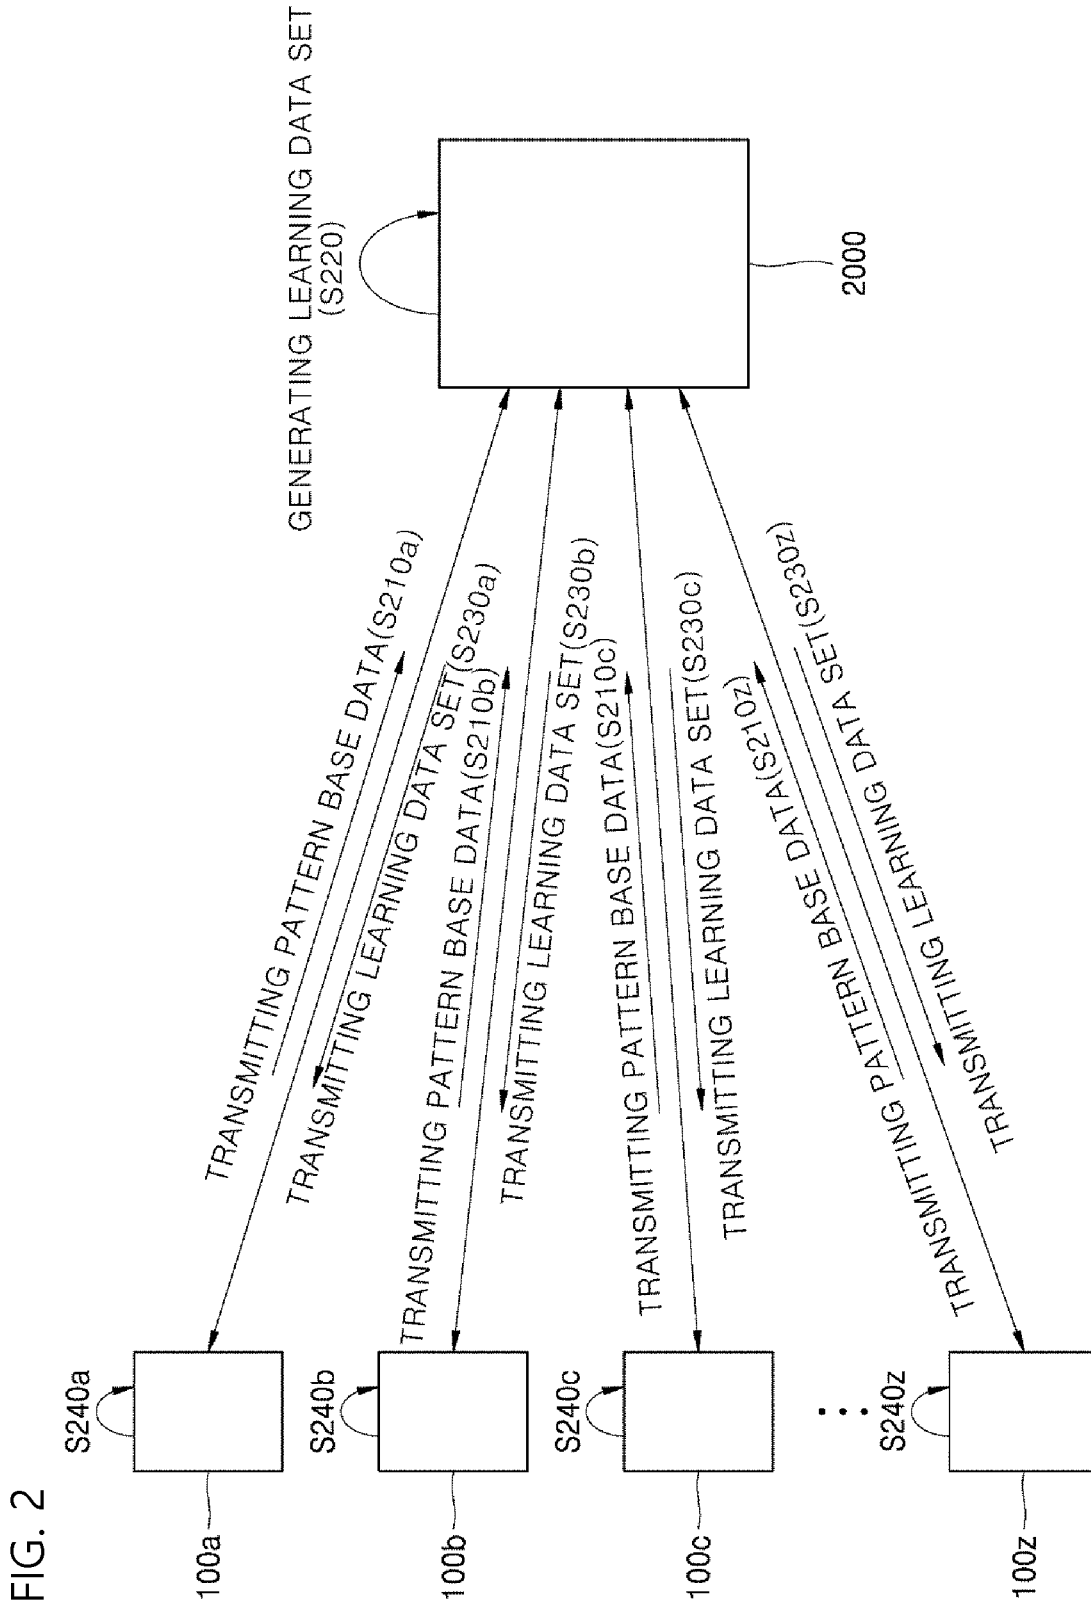 FIG. 2
GENERATING LEARNING DATA SET
(S220)
2000
TRANSMITTING PATTERN BASE DATA(S210a)
TRANSMITTING LEARNING DATA SET(S230a)
TRANSMITTING PATTERN BASE DATA(S210b)
TRANSMITTING LEARNING DATA SET(S230b)
TRANSMITTING PATTERN BASE DATA(S210c)
TRANSMITTING LEARNING DATA SET(S230c)
TRANSMITTING PATTERN BASE DATA(S210z)
TRANSMITTING LEARNING DATA SET(S230z)
S240a
100a
S240b
100b
S240c
100c
S240z
100z